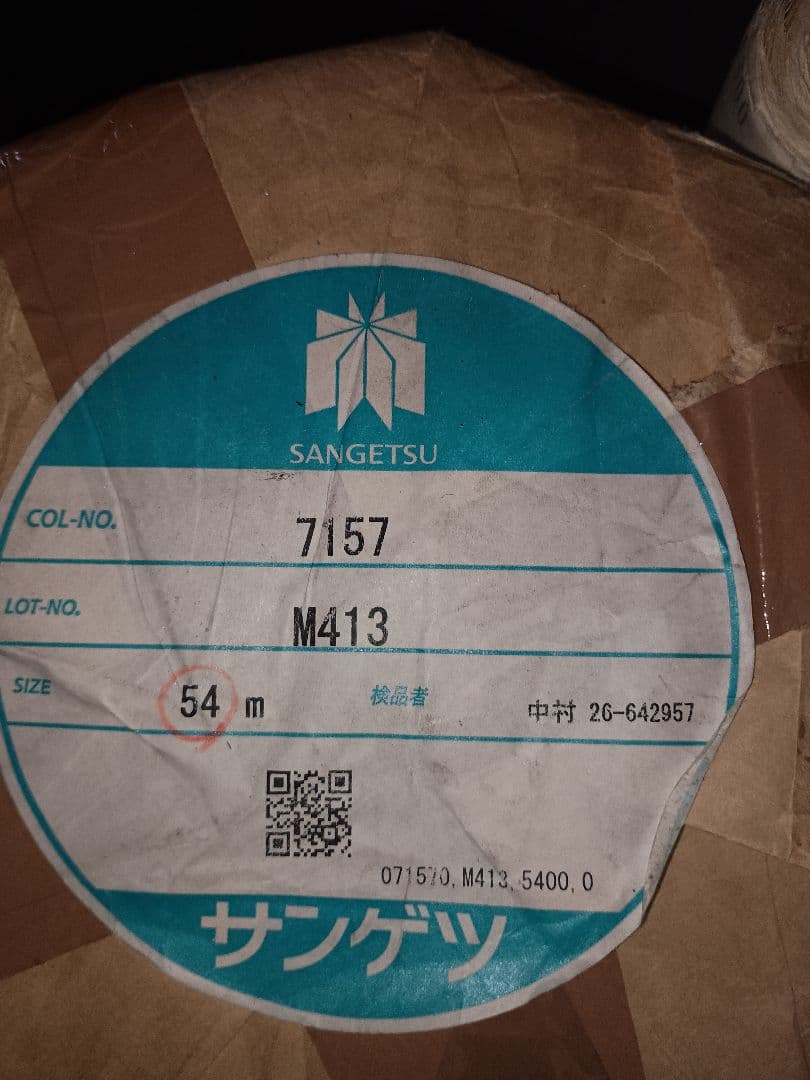 SANGETSU
COL-NO. 7157
LOT-NO. M413
SIZE 54 m 検品者 中村 26-642957
071570, M413, 5400, 0
サンゲツ